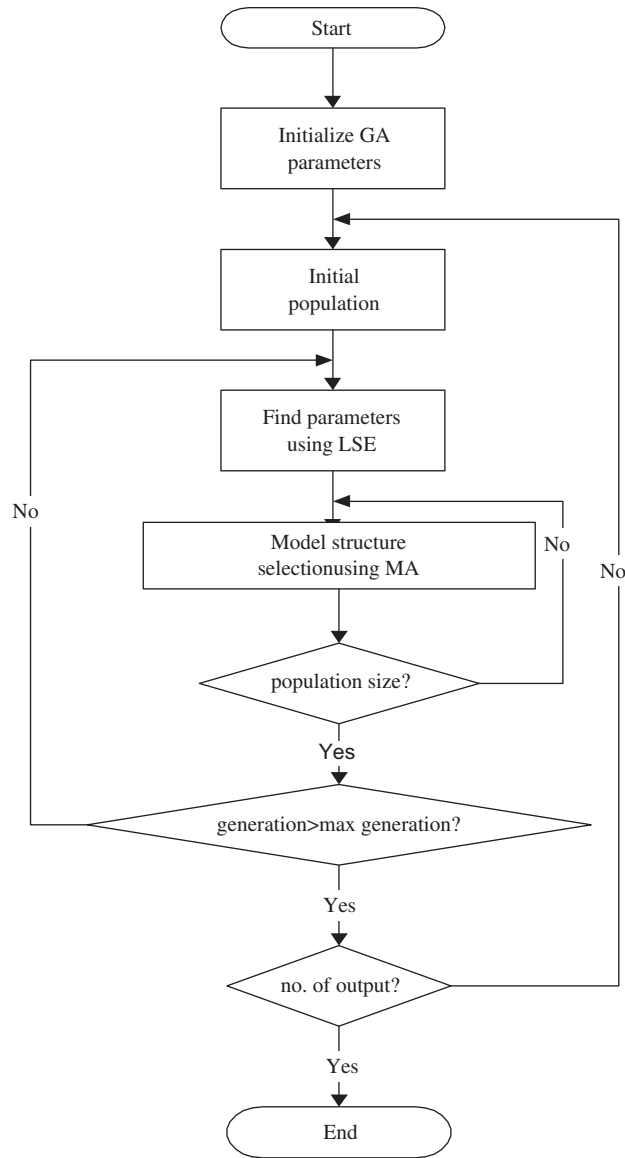 Start
Initialize GA
parameters
Initial
population
Find parameters
using LSE
No
No
No
Model structure
selectionusing MA
population size?
Yes
generation>max generation?
Yes
no. of output?
Yes
End